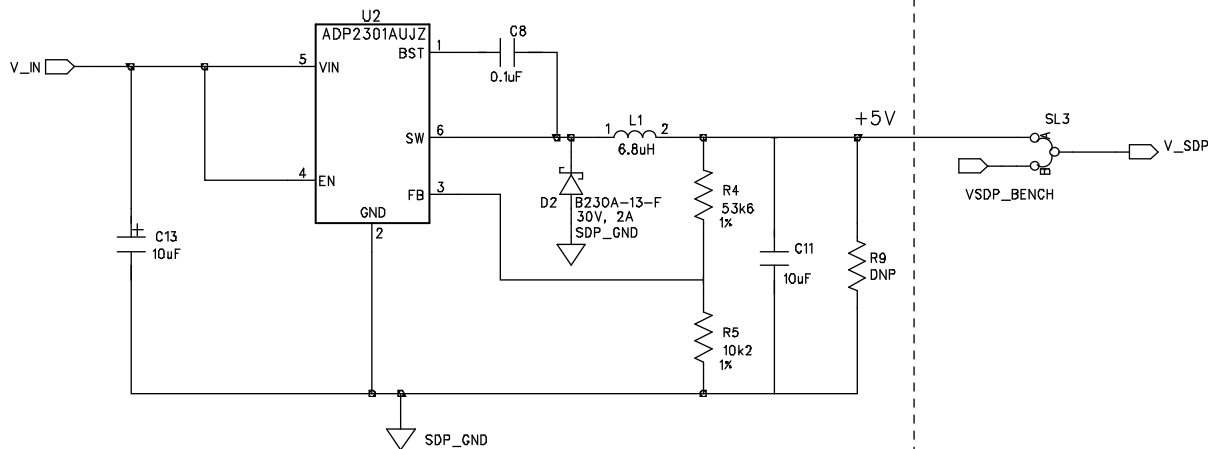 U2
ADP2301AUJZ
V_IN
5
VIN
BST
1
C8
0.1uF
SW
6
1
L1
2
6.8uH
+5V
SL3
A
V_SDP
B
VSDP_BENCH
4
EN
FB
3
GND
2
D2
B230A-13-F
30V, 2A
SDP_GND
R4
53k6
1%
+
C13
10uF
C11
10uF
R9
DNP
R5
10k2
1%
SDP_GND